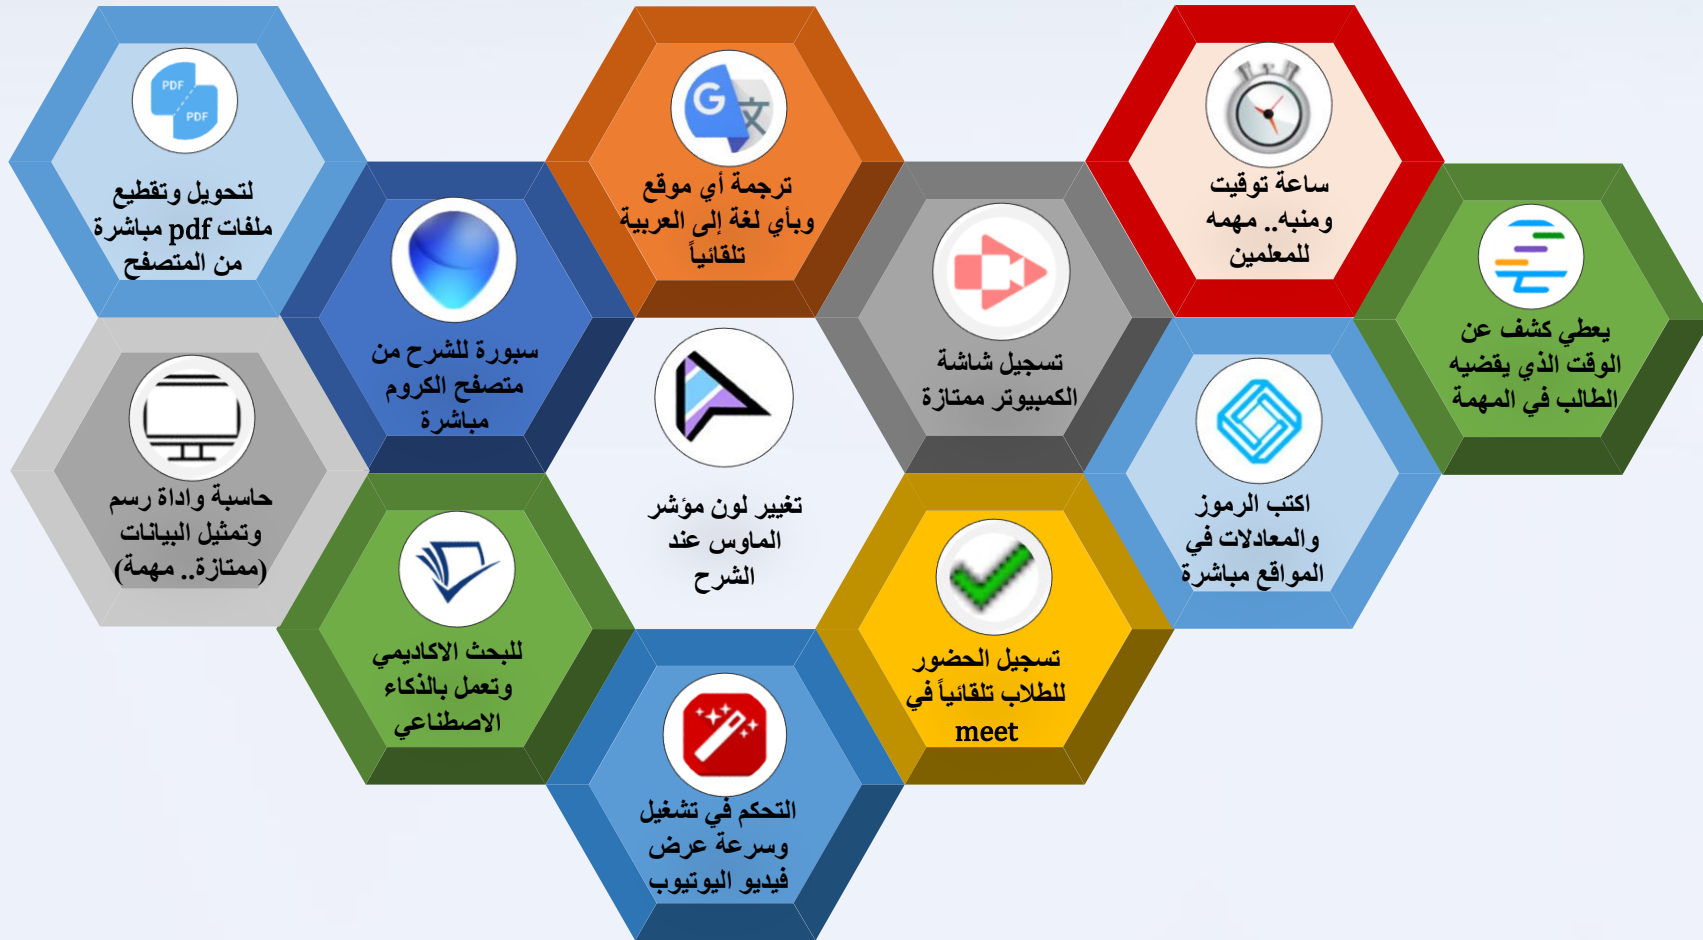 PDF
PDF
لتحويل وتقطيع
ملفات pdf مباشرة
من المتصفح
G 文
ترجمة أي موقع
وبأي لغة إلى العربية
تلقائياً
ساعة توقيت
ومنبه.. مهمه
للمعلمين
سبورة للشرح من
متصفح الكروم
مباشرة
تسجيل شاشة
الكمبيوتر ممتازة
يعطي كشف عن
الوقت الذي يقضيه
الطالب في المهمة
حاسبة واداة رسم
وتمثيل البيانات
(ممتازة.. مهمة)
تغيير لون مؤشر
الماوس عند
الشرح
اكتب الرموز
والمعادلات في
المواقع مباشرة
للبحث الاكاديمي
وتعمل بالذكاء
الاصطناعي
تسجيل الحضور
للطلاب تلقائياً في
meet
التحكم في تشغيل
وسرعة عرض
فيديو اليوتيوب